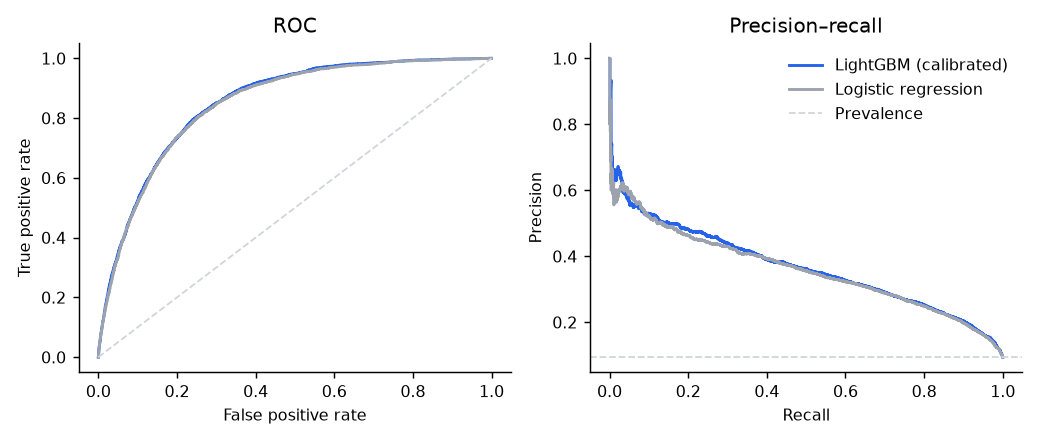 ROC
True positive rate
1.0
0.8
0.6
0.4
0.2
0.0
0.0 0.2 0.4 0.6 0.8 1.0
False positive rate
Precision–recall
Precision
1.0
0.8
0.6
0.4
0.2
LightGBM (calibrated)
Logistic regression
Prevalence
0.0 0.2 0.4 0.6 0.8 1.0
Recall